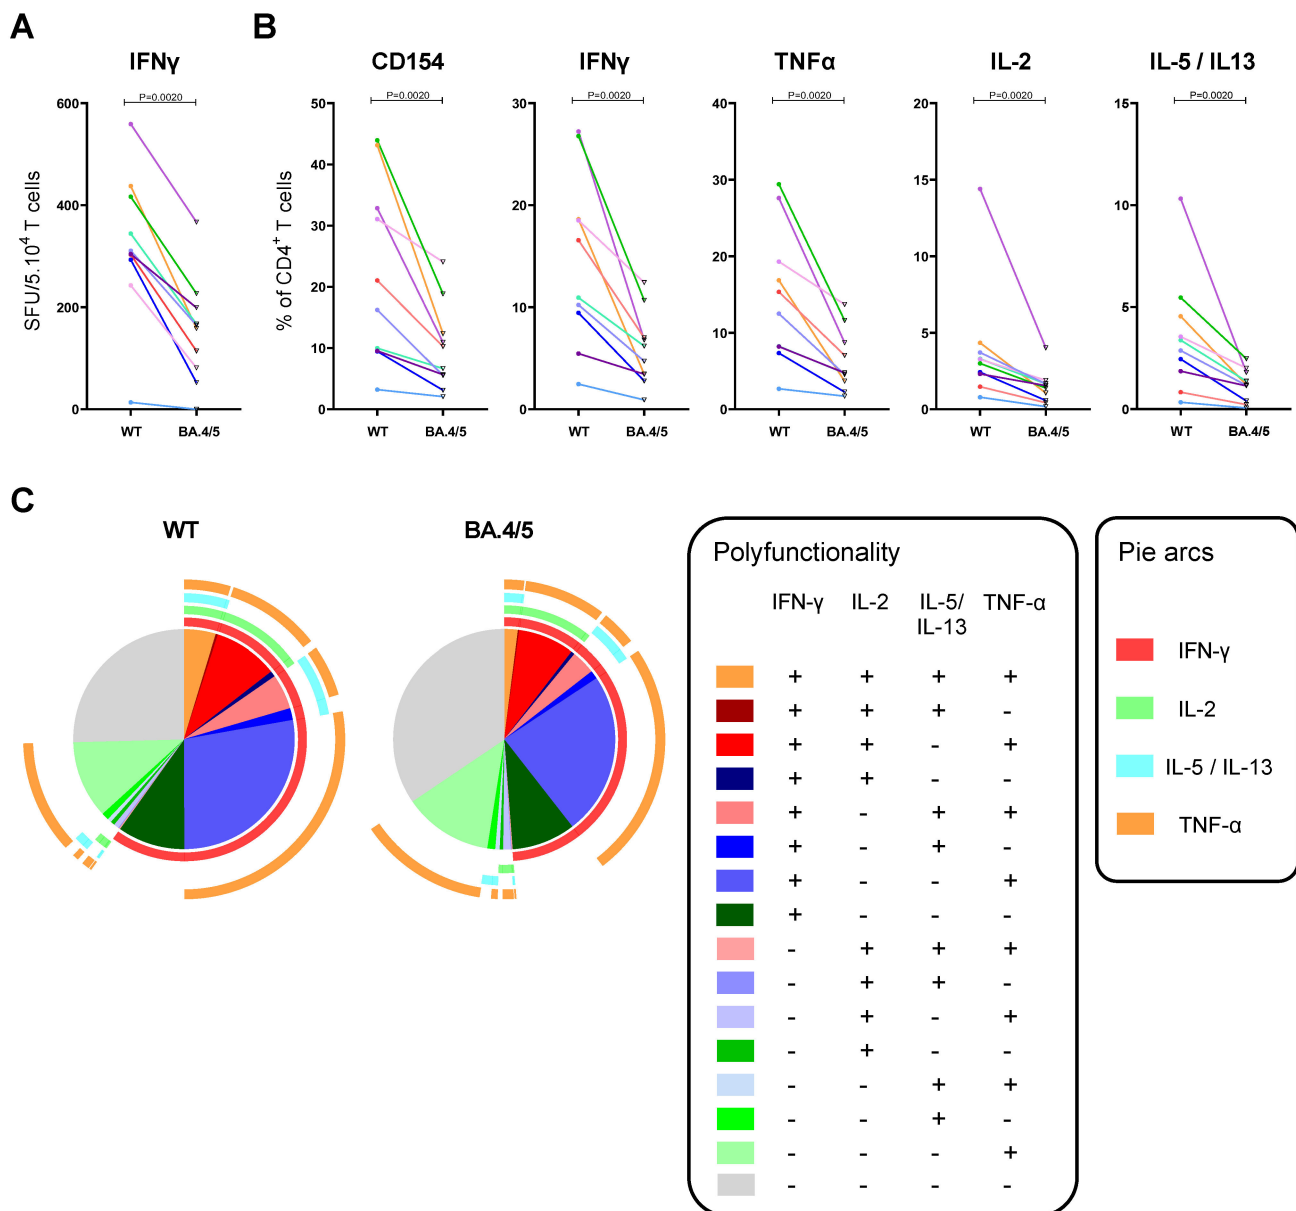 A
B
IFNγ
CD154
IFNγ
TNFα
IL-2
IL-5 / IL13
P=0.0020
P=0.0020
P=0.0020
P=0.0020
P=0.0020
P=0.0020
SFU/5.10⁴ T cells
600
400
200
0
WT
BA.4/5
% of CD4⁺ T cells
50
40
30
20
10
0
WT
BA.4/5
30
20
10
0
WT
BA.4/5
40
30
20
10
0
WT
BA.4/5
20
15
10
5
0
WT
BA.4/5
15
10
5
0
WT
BA.4/5
C
WT
BA.4/5
Polyfunctionality
IFN-γ IL-2 IL-5/ IL-13 TNF-α
+ + + +
+ + + -
+ + - +
+ + - -
+ - + +
+ - + -
+ - - +
+ - - -
- + + +
- + + -
- + - +
- + - -
- - + +
- - + -
- - - +
- - - -
Pie arcs
IFN-γ
IL-2
IL-5 / IL-13
TNF-α